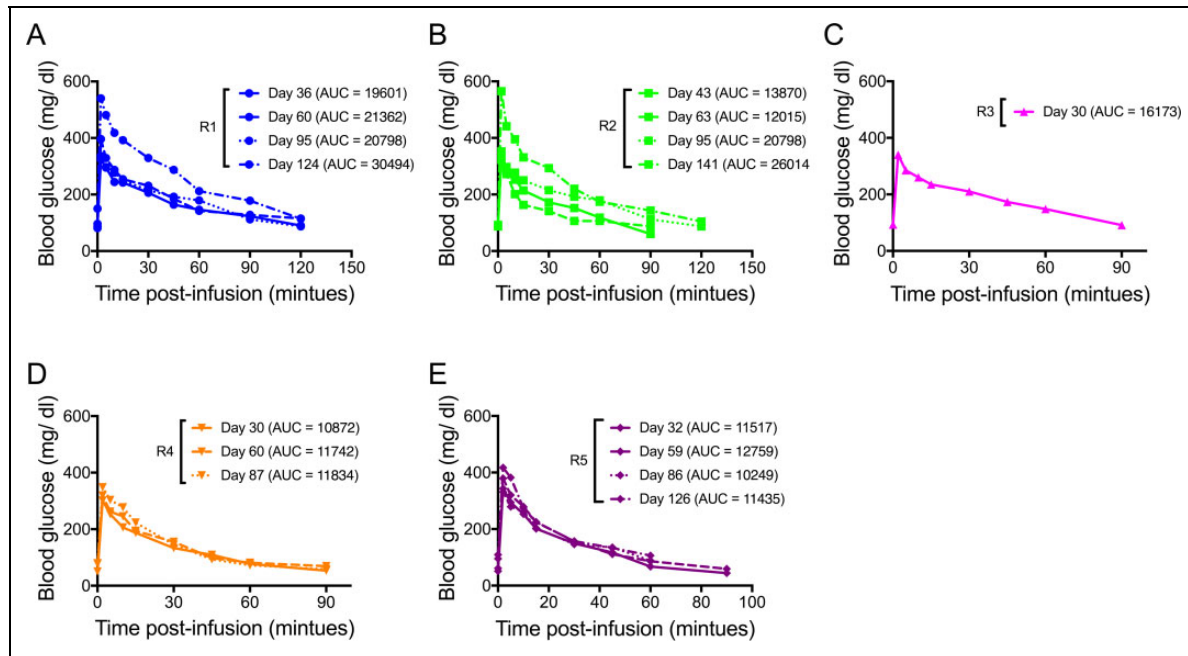 A
Blood glucose (mg/ dl)
600
400
200
0
0 30 60 90 120 150
Time post-infusion (mintues)
R1
Day 36 (AUC = 19601)
Day 60 (AUC = 21362)
Day 95 (AUC = 20798)
Day 124 (AUC = 30494)
B
Blood glucose (mg/ dl)
600
400
200
0
0 30 60 90 120 150
Time post-infusion (mintues)
R2
Day 43 (AUC = 13870)
Day 63 (AUC = 12015)
Day 95 (AUC = 20798)
Day 141 (AUC = 26014
C
Blood glucose (mg/ dl)
600
400
200
0
0 30 60 90
Time post-infusion (mintues)
R3
Day 30 (AUC = 16173)
D
Blood glucose (mg/ dl)
600
400
200
0
0 30 60 90
Time post-infusion (mintues)
R4
Day 30 (AUC = 10872)
Day 60 (AUC = 11742)
Day 87 (AUC = 11834)
E
Blood glucose (mg/ dl)
600
400
200
0
0 20 40 60 80 100
Time post-infusion (mintues)
R5
Day 32 (AUC = 11517)
Day 59 (AUC = 12759)
Day 86 (AUC = 10249)
Day 126 (AUC = 11435)